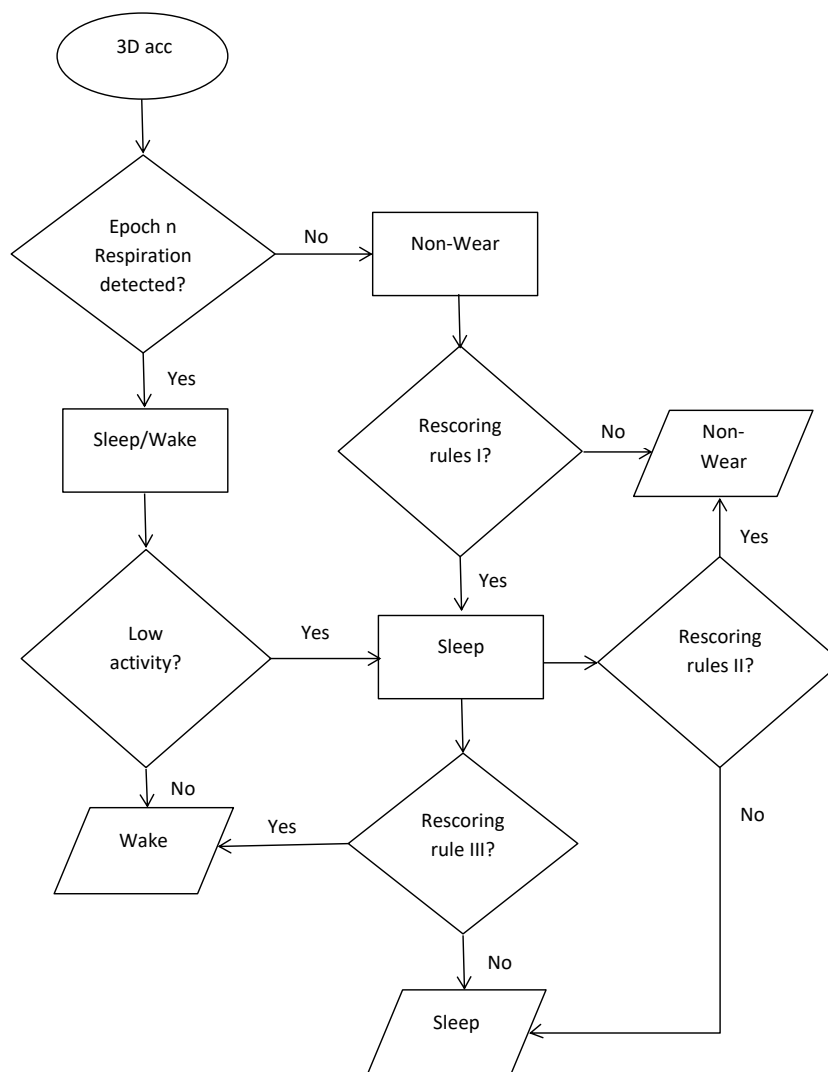 3D acc
Epoch n
Respiration
detected?
No
Non-Wear
Yes
Sleep/Wake
Rescoring
rules I?
No
Non-
Wear
Yes
Yes
Low
activity?
Yes
Sleep
Rescoring
rules II?
No
Wake
Yes
Rescoring
rule III?
No
No
Sleep